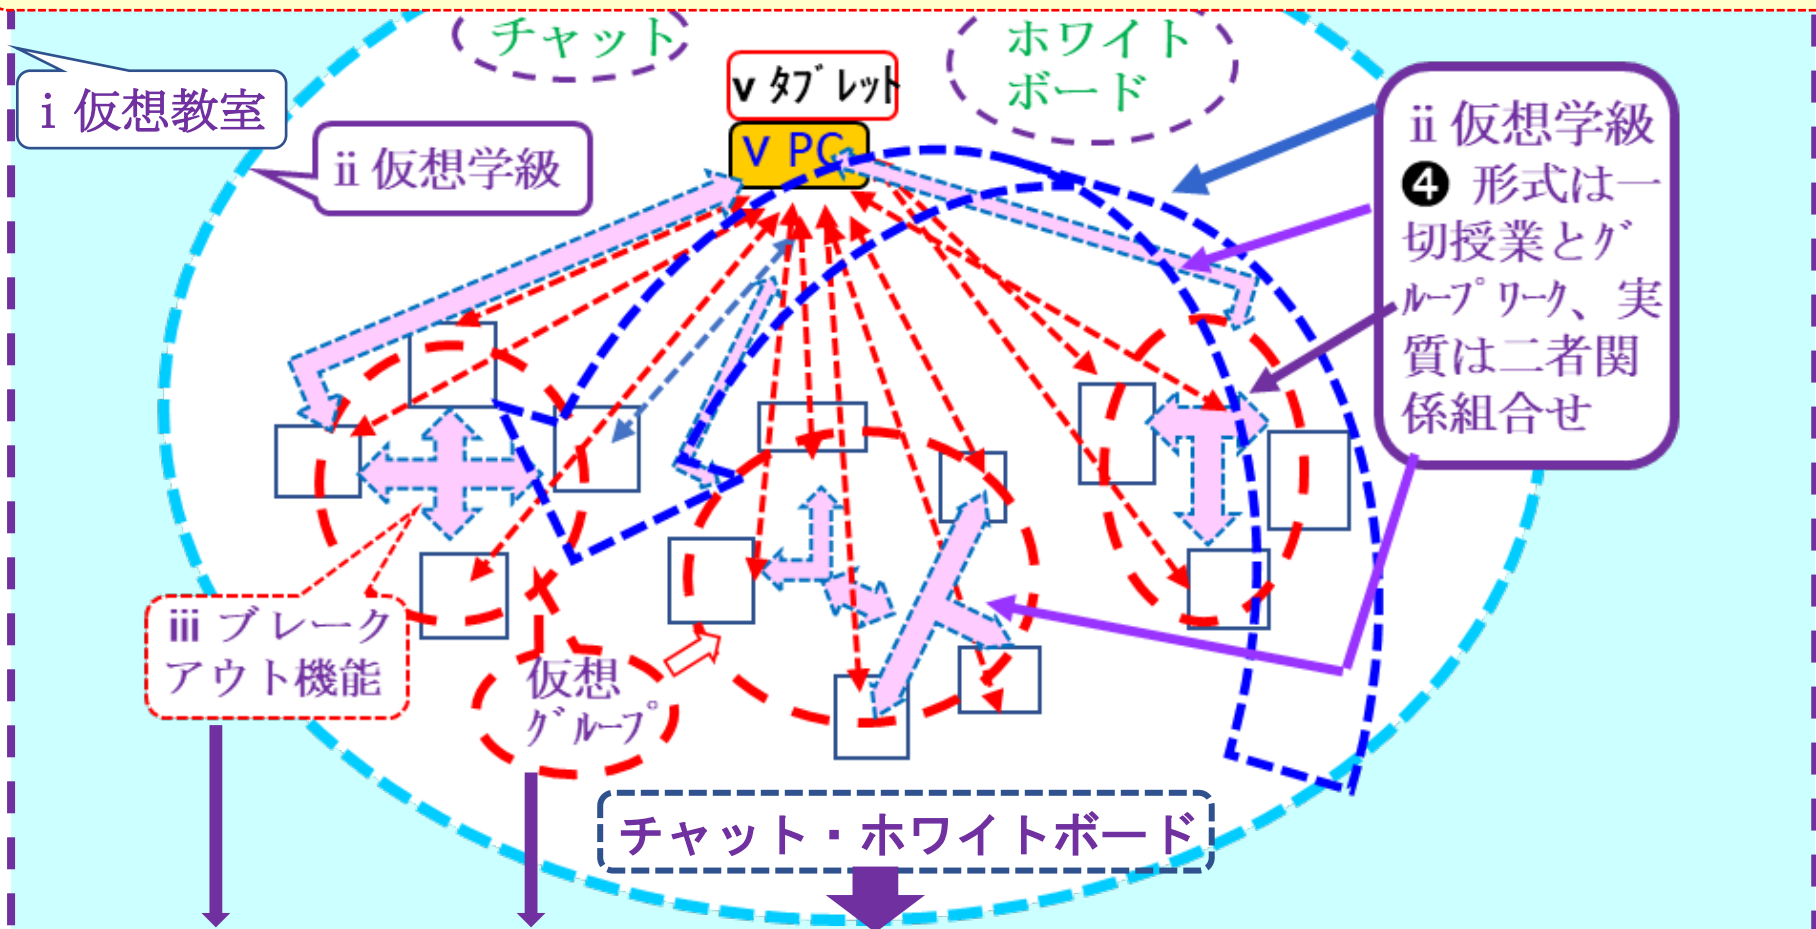 チャット
ホワイト
ボード
ⅴ ﾀﾌﾞﾚｯﾄ
ⅴ PC
ⅰ 仮想教室
ⅱ 仮想学級
ⅱ 仮想学級
❹ 形式は一
切授業とｸﾞ
ﾙｰﾌﾟﾜｰｸ、実
質は二者関
係組合せ
ⅲ ブレーク
アウト機能
仮想
ｸﾞﾙｰﾌﾟ
チャット・ホワイトボード